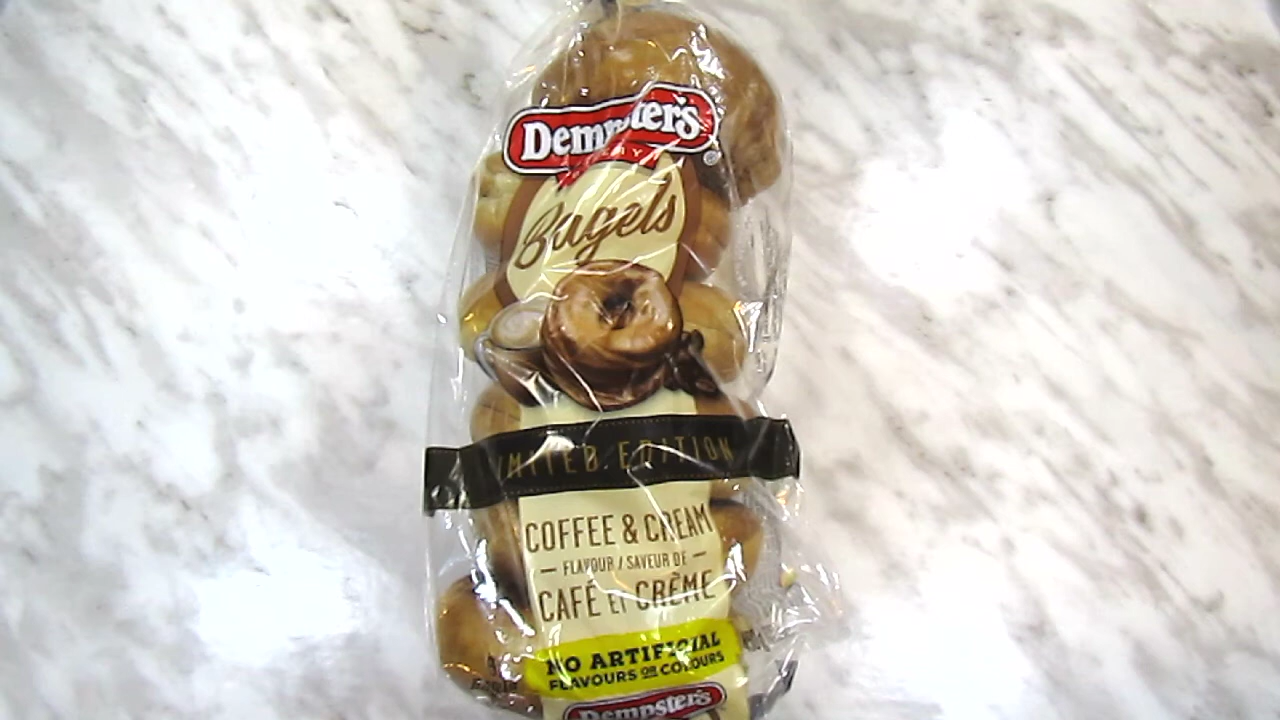 Dempster's
Bagels
LIMITED EDITION
COFFEE & CREAM
FLAVOUR / SAVEUR DE
CAFÉ ET CRÈME
NO ARTIFICIAL
FLAVOURS OR COLOURS
Dempster's